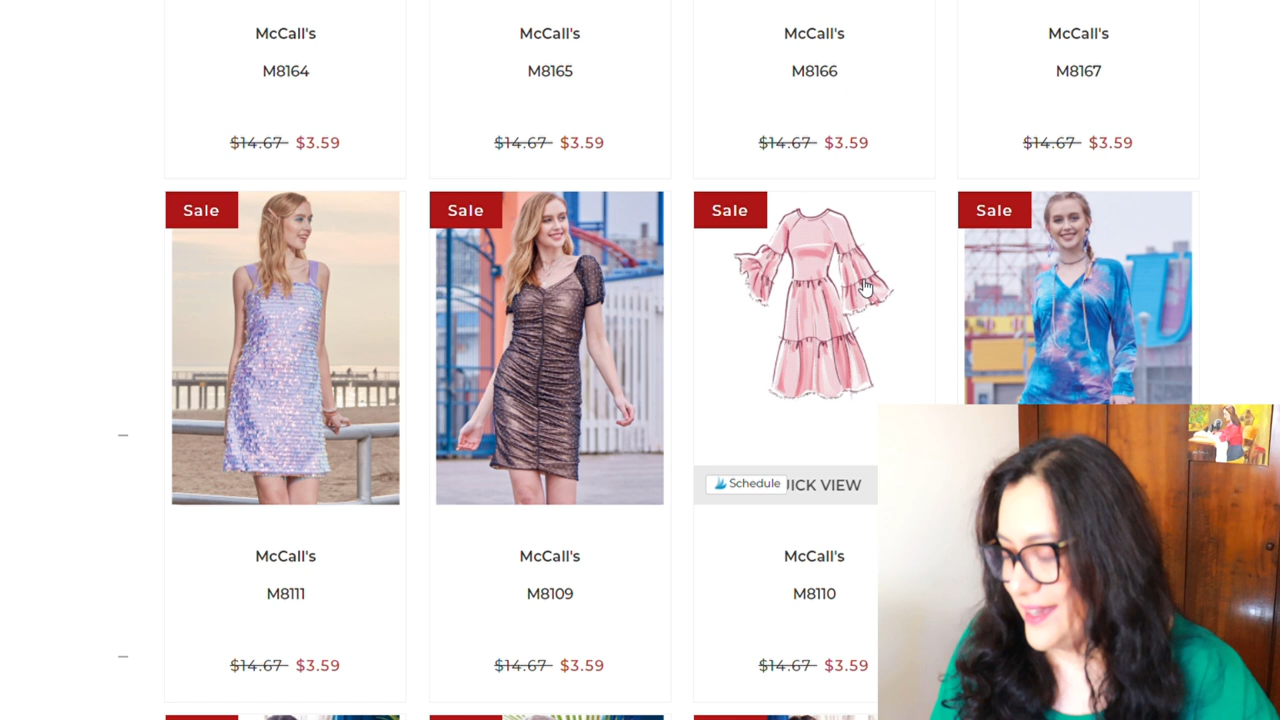 McCall's
McCall's
McCall's
McCall's
M8164
M8165
M8166
M8167
$14.67 $3.59
$14.67 $3.59
$14.67 $3.59
$14.67 $3.59
Sale
Sale
Sale
Sale
Schedule
UICK VIEW
McCall's
McCall's
McCall's
M8111
M8109
M8110
$14.67 $3.59
$14.67 $3.59
$14.67 $3.59